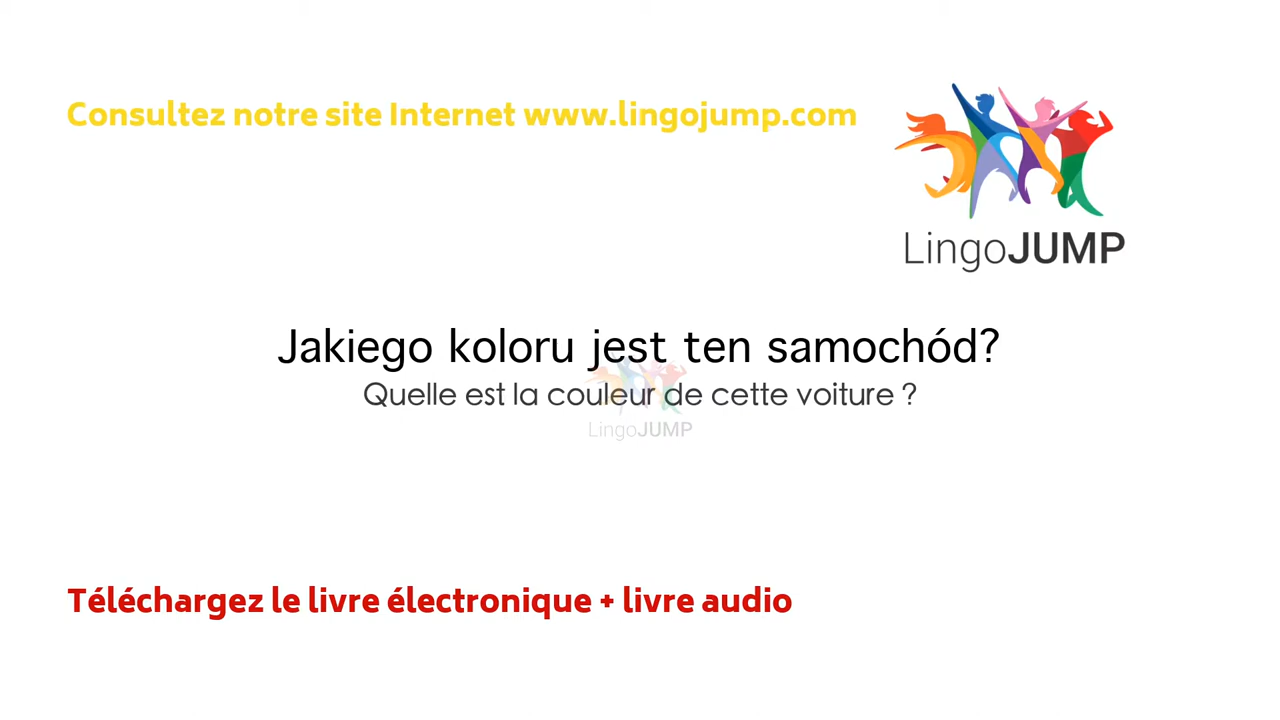 Consultez notre site Internet www.lingojump.com
LingoJUMP
Jakiego koloru jest ten samochód?
Quelle est la couleur de cette voiture ?
LingoJUMP
Téléchargez le livre électronique + livre audio